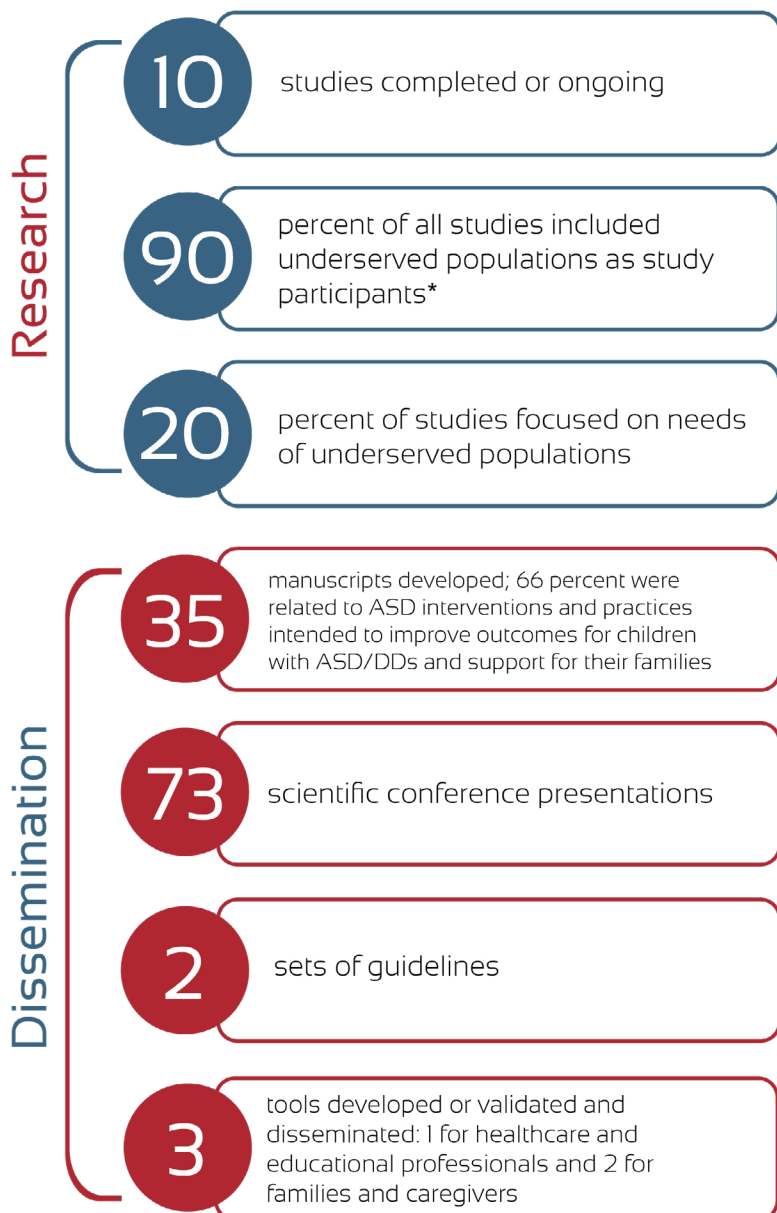 Research
10
studies completed or ongoing
90
percent of all studies included
underserved populations as study
participants*
20
percent of studies focused on needs
of underserved populations
Dissemination
35
manuscripts developed; 66 percent were
related to ASD interventions and practices
intended to improve outcomes for children
with ASD/DDs and support for their families
73
scientific conference presentations
2
sets of guidelines
3
tools developed or validated and
disseminated: 1 for healthcare and
educational professionals and 2 for
families and caregivers